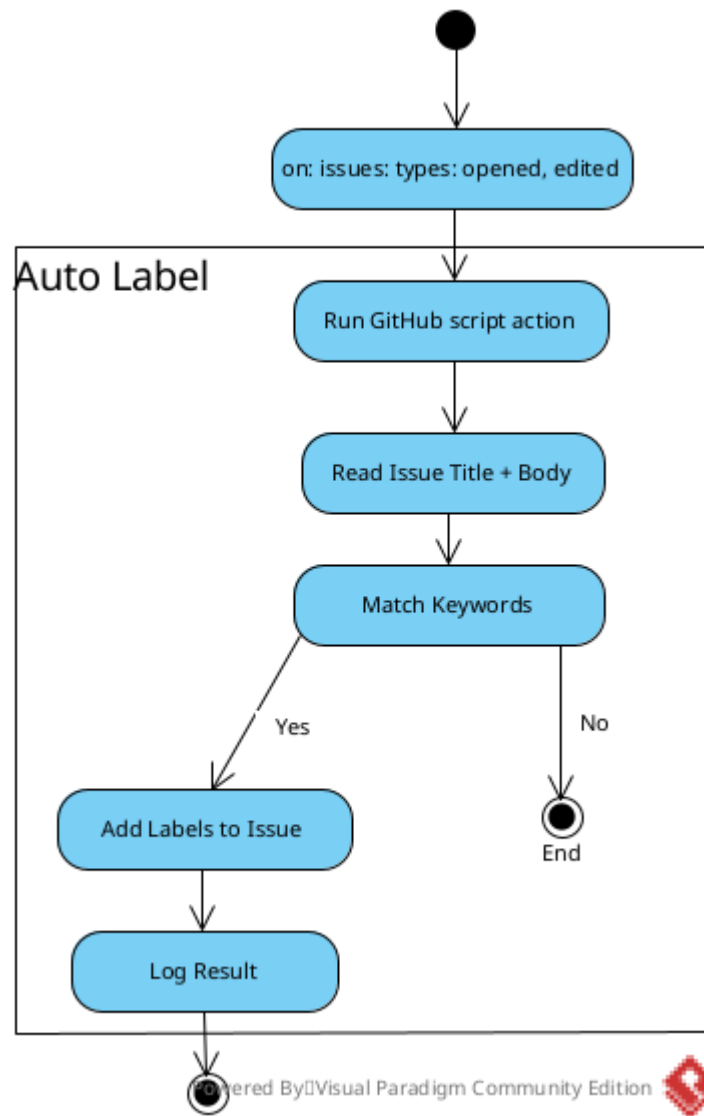 on: issues: types: opened, edited
Auto Label
Run GitHub script action
Read Issue Title + Body
Match Keywords
Yes
No
Add Labels to Issue
End
Log Result
Powered By Visual Paradigm Community Edition